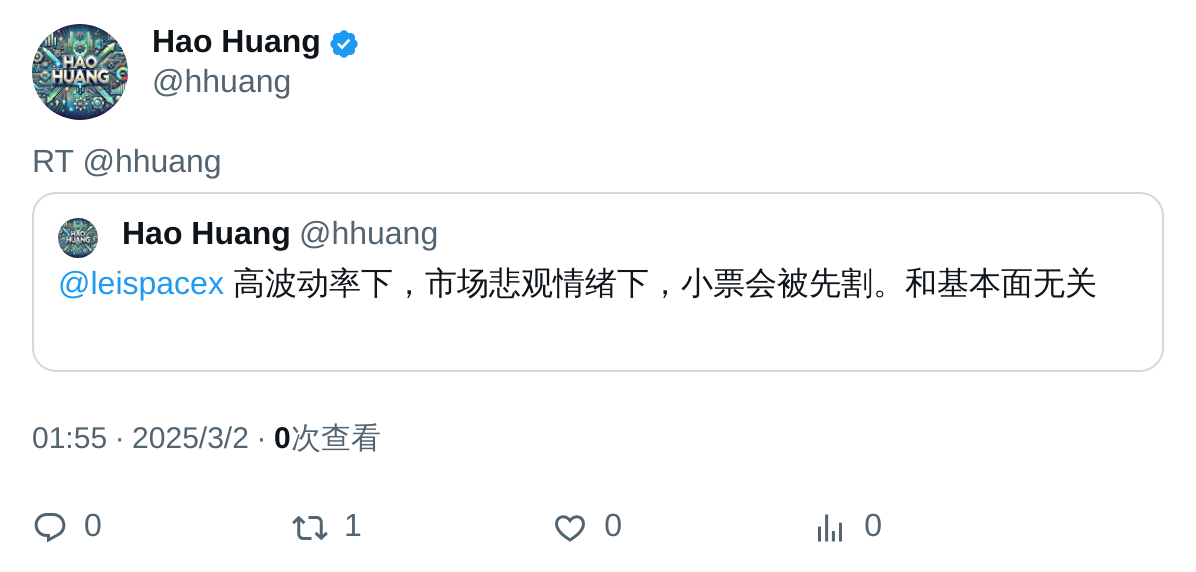 HAO
HUANG
Hao Huang
@hhuang
RT @hhuang
HAO
HUANG
Hao Huang @hhuang
@leispacex 高波动率下，市场悲观情绪下，小票会被先割。和基本面无关
01:55 · 2025/3/2 · 0次查看
0 1 0 0